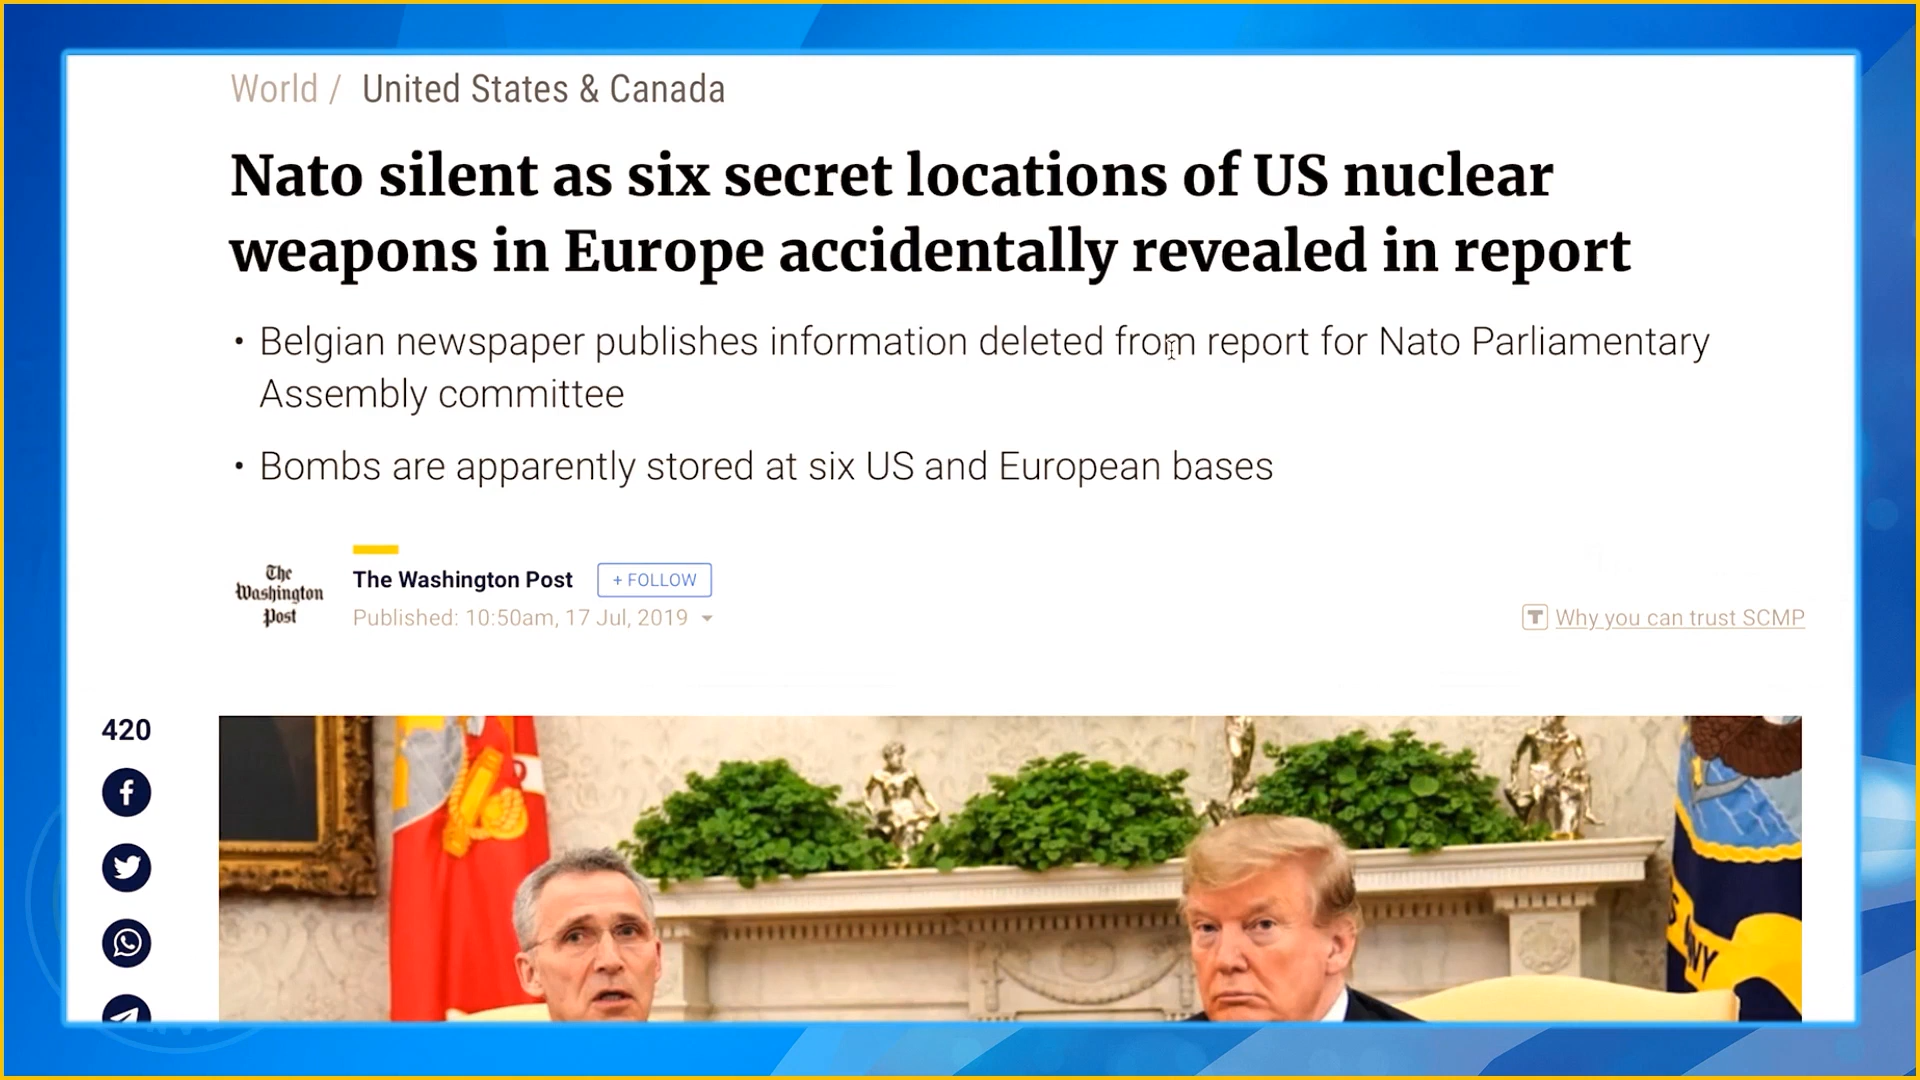 World / United States & Canada
Nato silent as six secret locations of US nuclear
weapons in Europe accidentally revealed in report
• Belgian newspaper publishes information deleted from report for Nato Parliamentary
Assembly committee
• Bombs are apparently stored at six US and European bases
The
Washington
Post
The Washington Post
+ FOLLOW
Published: 10:50am, 17 Jul, 2019
T Why you can trust SCMP
420